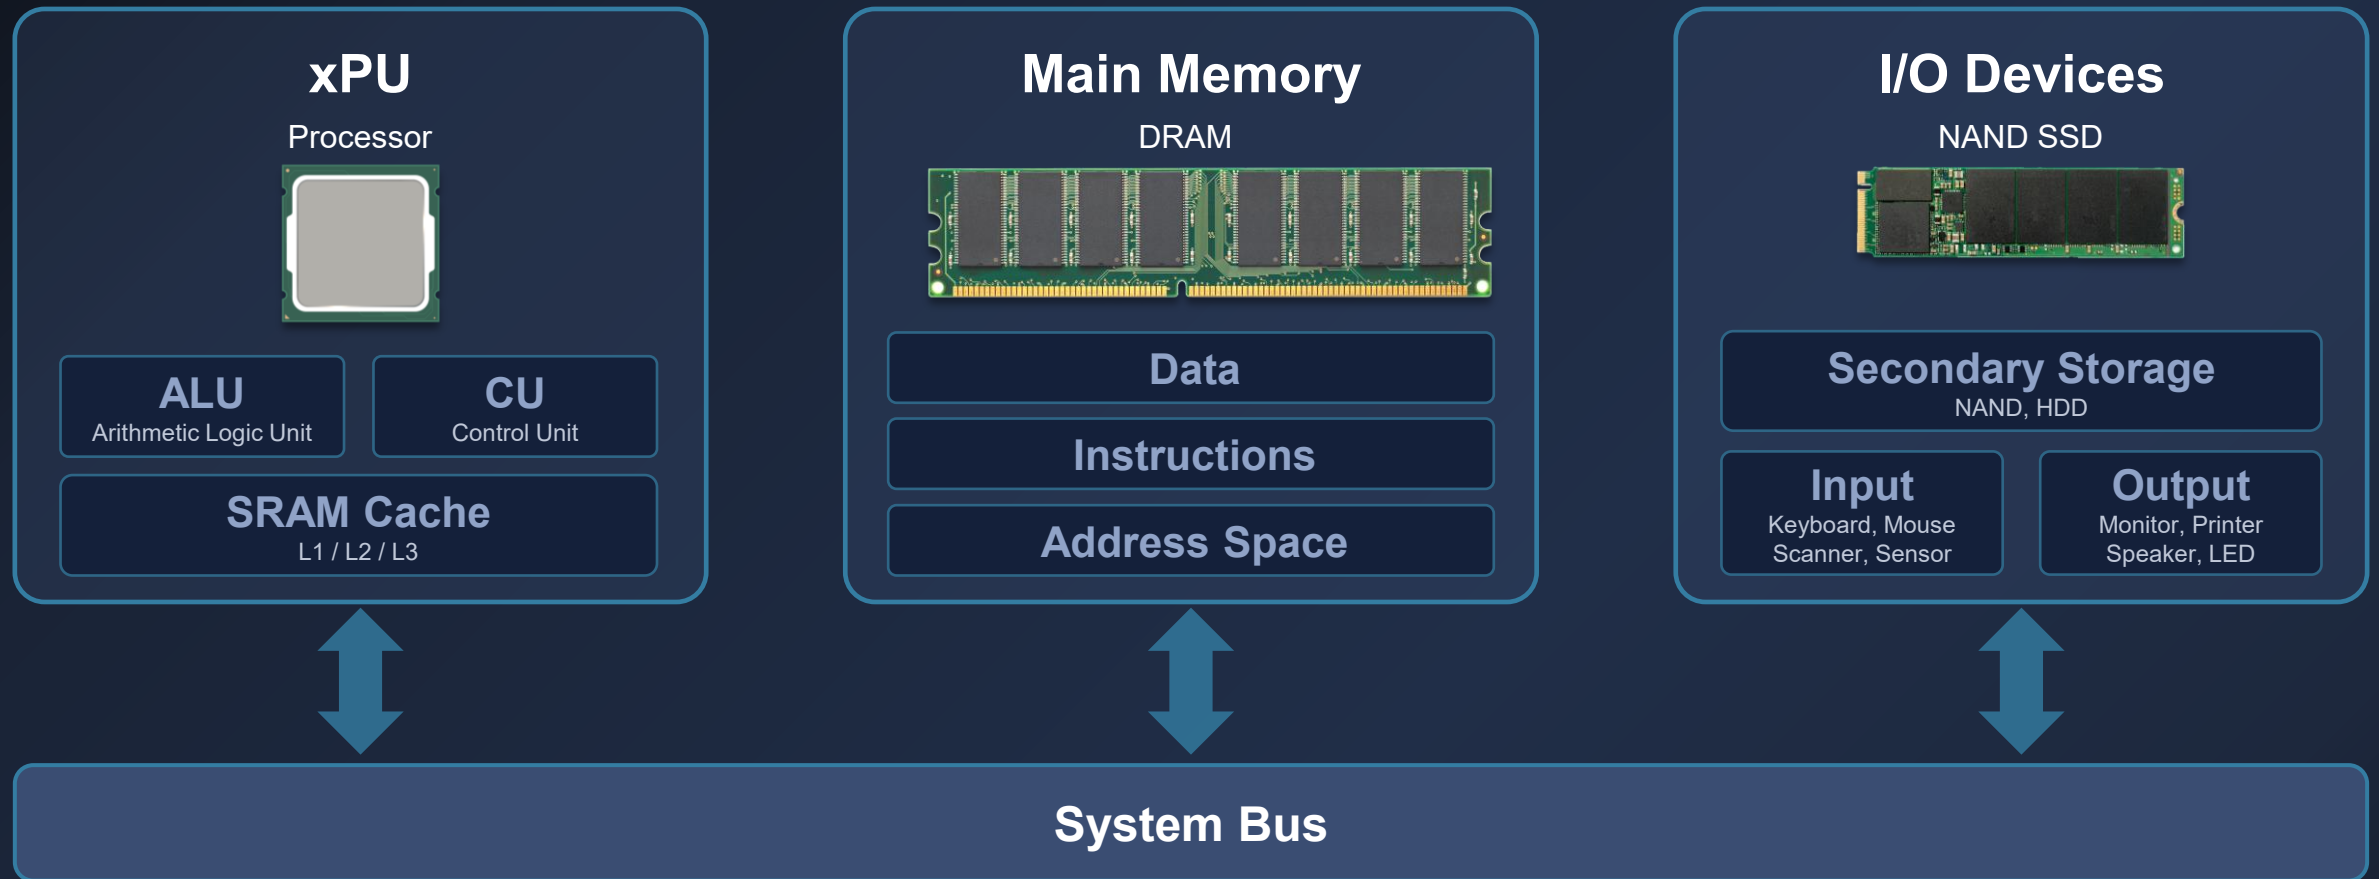 xPU
Processor
ALU
Arithmetic Logic Unit
CU
Control Unit
SRAM Cache
L1 / L2 / L3
Main Memory
DRAM
Data
Instructions
Address Space
I/O Devices
NAND SSD
Secondary Storage
NAND, HDD
Input
Keyboard, Mouse
Scanner, Sensor
Output
Monitor, Printer
Speaker, LED
System Bus